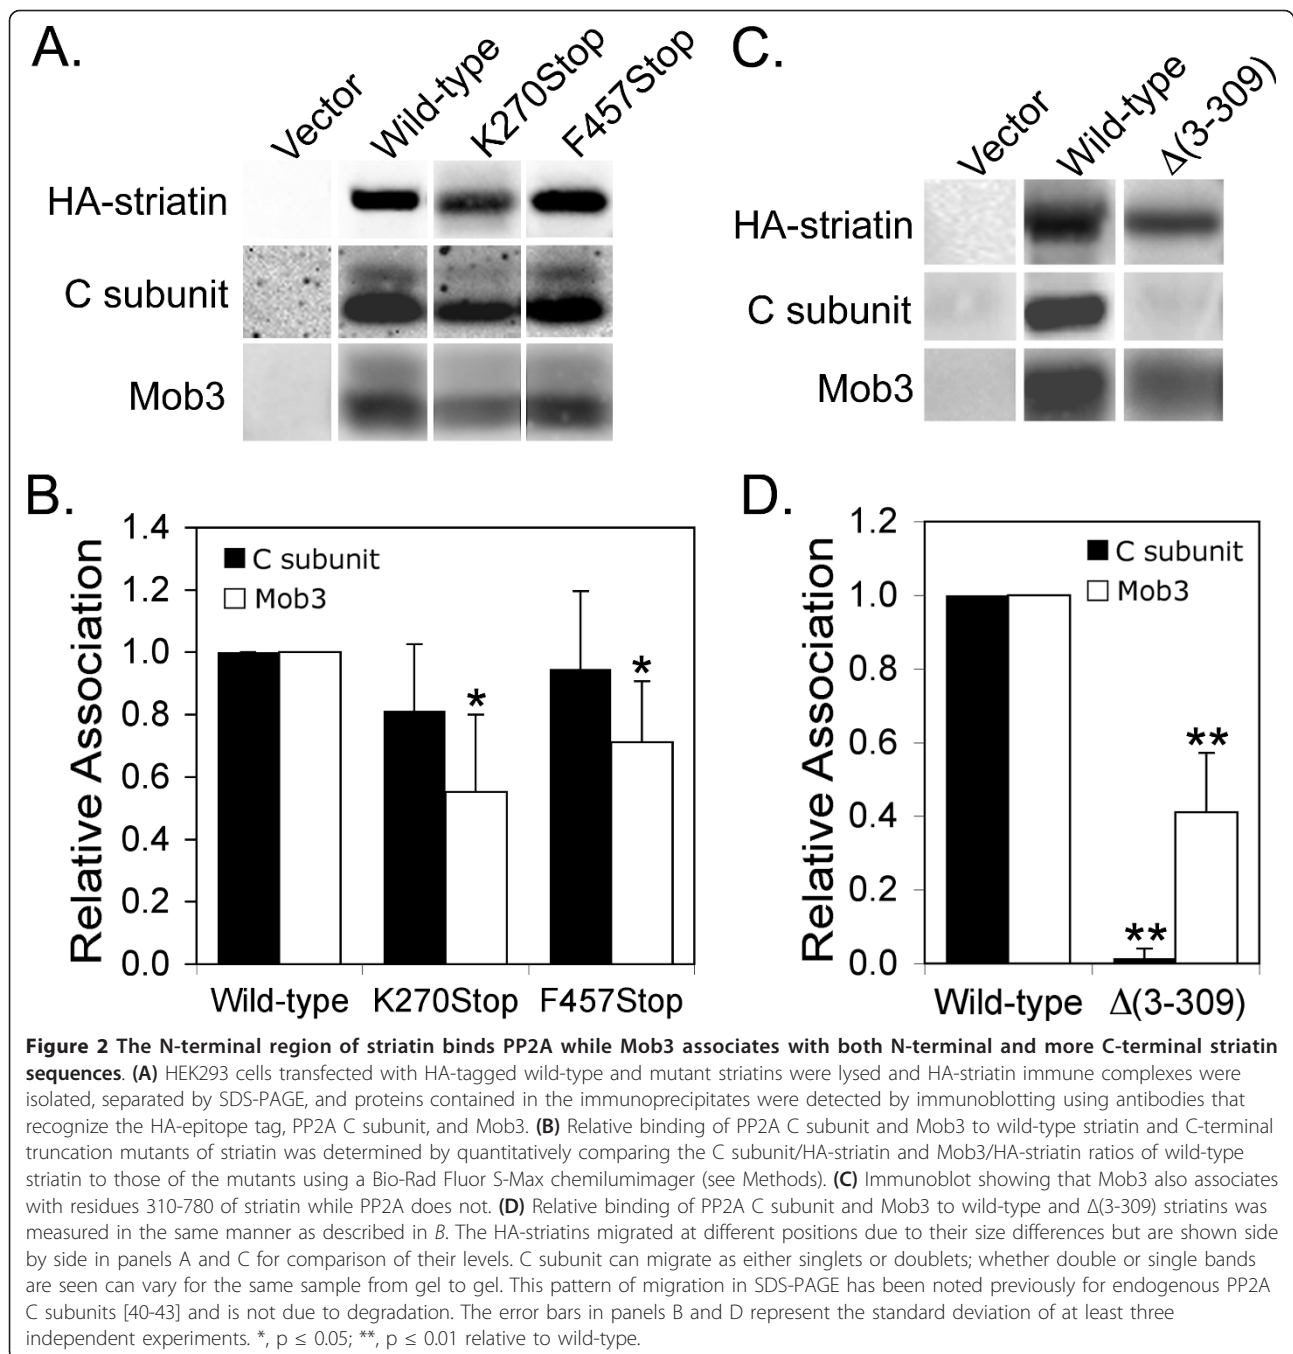 A.
Vector
Wild-type
K270Stop
F457Stop
HA-striatin
C subunit
Mob3
C.
Vector
Wild-type
Δ(3-309)
HA-striatin
C subunit
Mob3
B.
Relative Association
1.4
1.2
1.0
0.8
0.6
0.4
0.2
0.0
C subunit
Mob3
*
*
Wild-type
K270Stop
F457Stop
D.
Relative Association
1.2
1.0
0.8
0.6
0.4
0.2
0.0
C subunit
Mob3
**
**
Wild-type
Δ(3-309)
Figure 2 The N-terminal region of striatin binds PP2A while Mob3 associates with both N-terminal and more C-terminal striatin
sequences. (A) HEK293 cells transfected with HA-tagged wild-type and mutant striatins were lysed and HA-striatin immune complexes were
isolated, separated by SDS-PAGE, and proteins contained in the immunoprecipitates were detected by immunoblotting using antibodies that
recognize the HA-epitope tag, PP2A C subunit, and Mob3. (B) Relative binding of PP2A C subunit and Mob3 to wild-type striatin and C-terminal
truncation mutants of striatin was determined by quantitatively comparing the C subunit/HA-striatin and Mob3/HA-striatin ratios of wild-type
striatin to those of the mutants using a Bio-Rad Fluor S-Max chemilumimager (see Methods). (C) Immunoblot showing that Mob3 also associates
with residues 310-780 of striatin while PP2A does not. (D) Relative binding of PP2A C subunit and Mob3 to wild-type and Δ(3-309) striatins was
measured in the same manner as described in B. The HA-striatins migrated at different positions due to their size differences but are shown side
by side in panels A and C for comparison of their levels. C subunit can migrate as either singlets or doublets; whether double or single bands
are seen can vary for the same sample from gel to gel. This pattern of migration in SDS-PAGE has been noted previously for endogenous PP2A
C subunits [40-43] and is not due to degradation. The error bars in panels B and D represent the standard deviation of at least three
independent experiments. *, p ≤ 0.05; **, p ≤ 0.01 relative to wild-type.